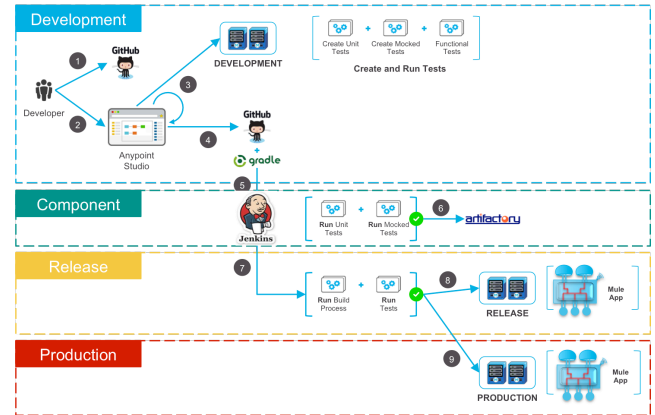 Development
1
GitHub
Developer
2
3
DEVELOPMENT
Create Unit
Tests
+
Create Mocked
Tests
+
Functional
Tests
Create and Run Tests
Anypoint
Studio
4
GitHub
+
gradle
5
Component
Jenkins
Run Unit
Tests
+
Run Mocked
Tests
6
artifactory
Release
7
Run Build
Process
+
Run
Tests
8
RELEASE
Mule
App
Production
9
PRODUCTION
Mule
App